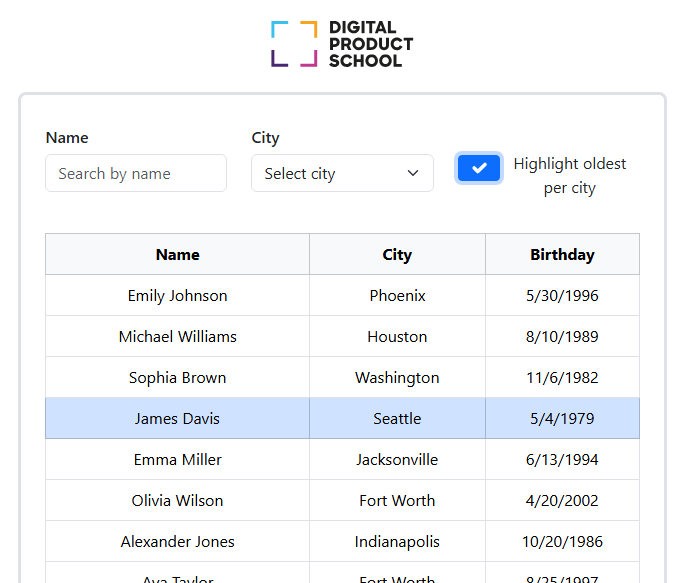 DIGITAL
PRODUCT
SCHOOL
Name
City
Search by name
Select city
Highlight oldest
per city
Name City Birthday
Emily Johnson Phoenix 5/30/1996
Michael Williams Houston 8/10/1989
Sophia Brown Washington 11/6/1982
James Davis Seattle 5/4/1979
Emma Miller Jacksonville 6/13/1994
Olivia Wilson Fort Worth 4/20/2002
Alexander Jones Indianapolis 10/20/1986
Ava Taylor Fort Worth 8/25/1997